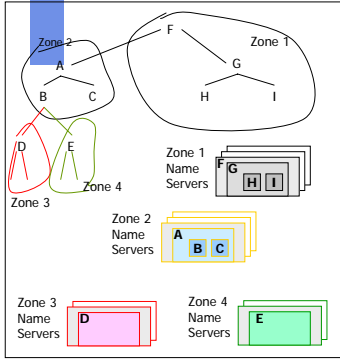 Zone 2
F
Zone 1
A
G
B
C
H
I
D
E
Zone 4
Zone 3
Zone 1
Name
Servers
F
G
H
I
Zone 2
Name
Servers
A
B
C
Zone 3
Name
Servers
D
Zone 4
Name
Servers
E